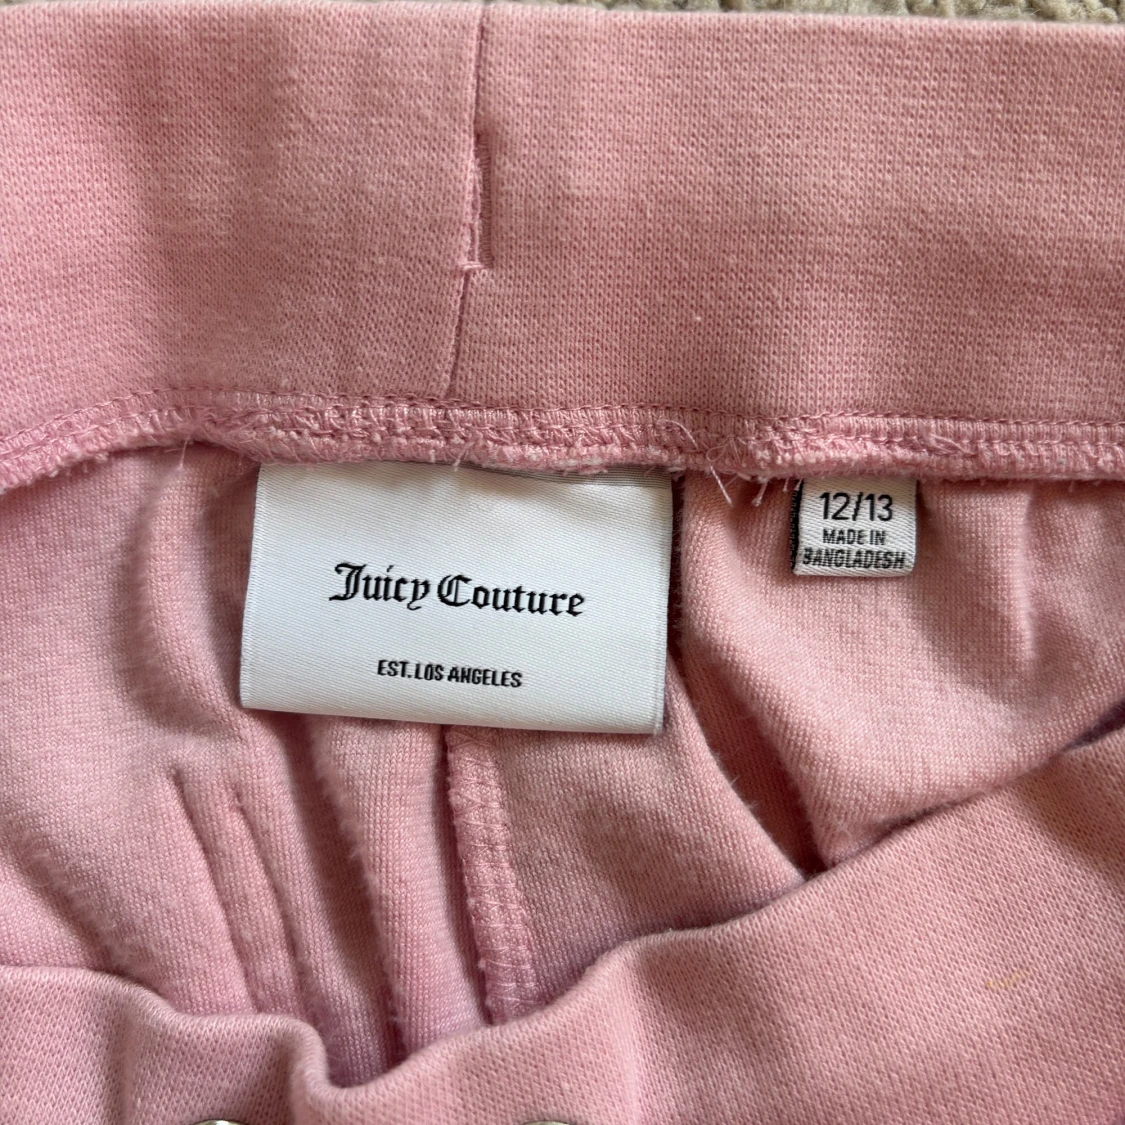 Juicy Couture
EST. LOS ANGELES
12/13
MADE IN
BANGLADESH